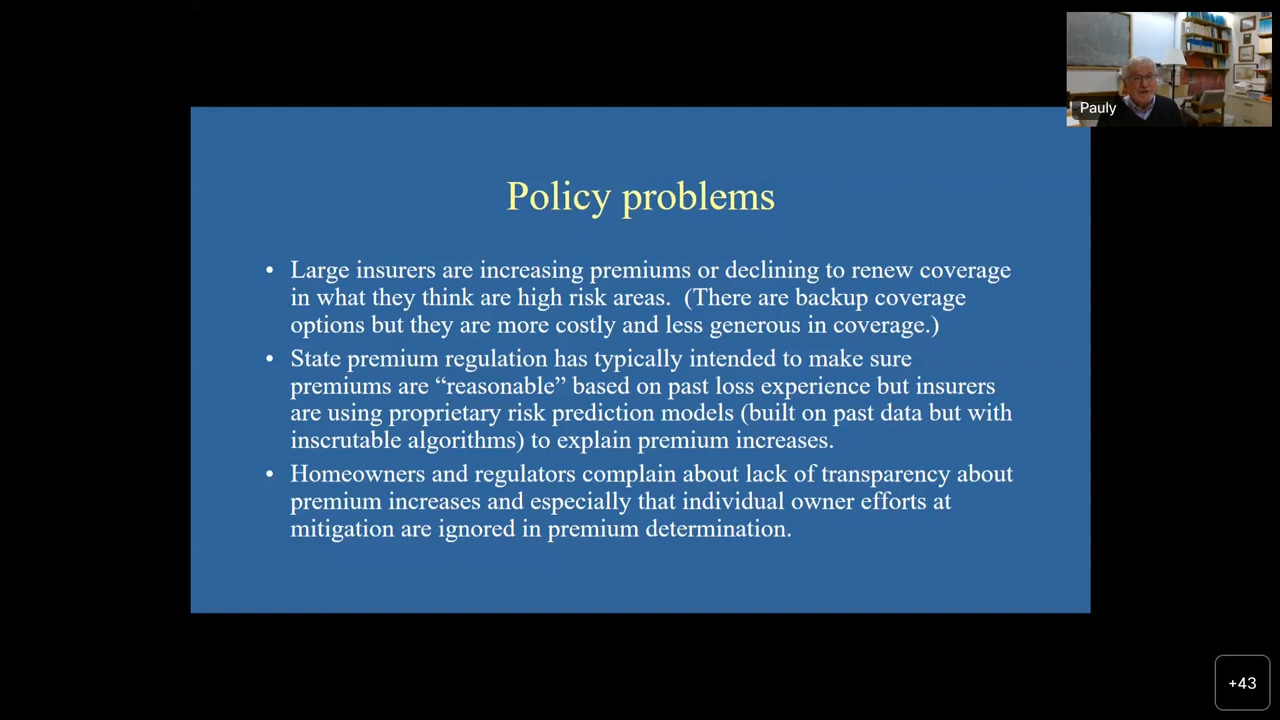 Pauly
Policy problems
• Large insurers are increasing premiums or declining to renew coverage
in what they think are high risk areas.  (There are backup coverage
options but they are more costly and less generous in coverage.)
• State premium regulation has typically intended to make sure
premiums are “reasonable” based on past loss experience but insurers
are using proprietary risk prediction models (built on past data but with
inscrutable algorithms) to explain premium increases.
• Homeowners and regulators complain about lack of transparency about
premium increases and especially that individual owner efforts at
mitigation are ignored in premium determination.
+43